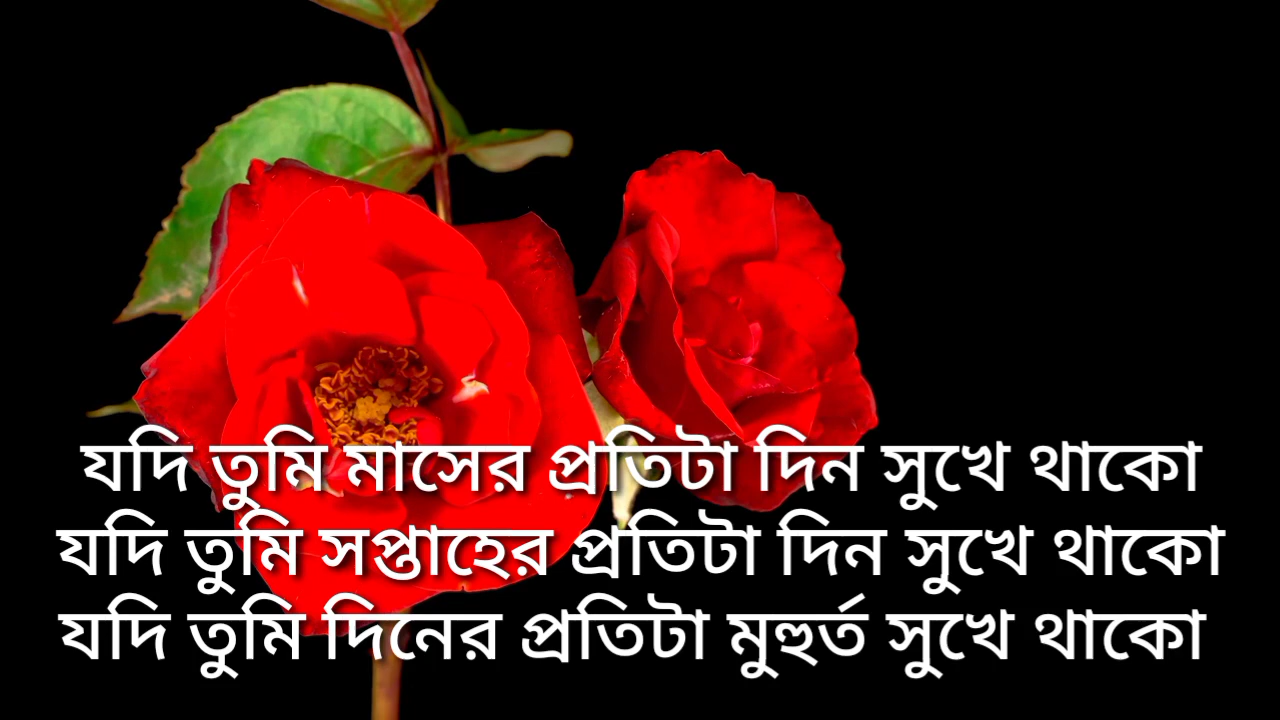 যদি তুমি মাসের প্রতিটা দিন সুখে থাকো
যদি তুমি সপ্তাহের প্রতিটা দিন সুখে থাকো
যদি তুমি দিনের প্রতিটা মুহুর্ত সুখে থাকো